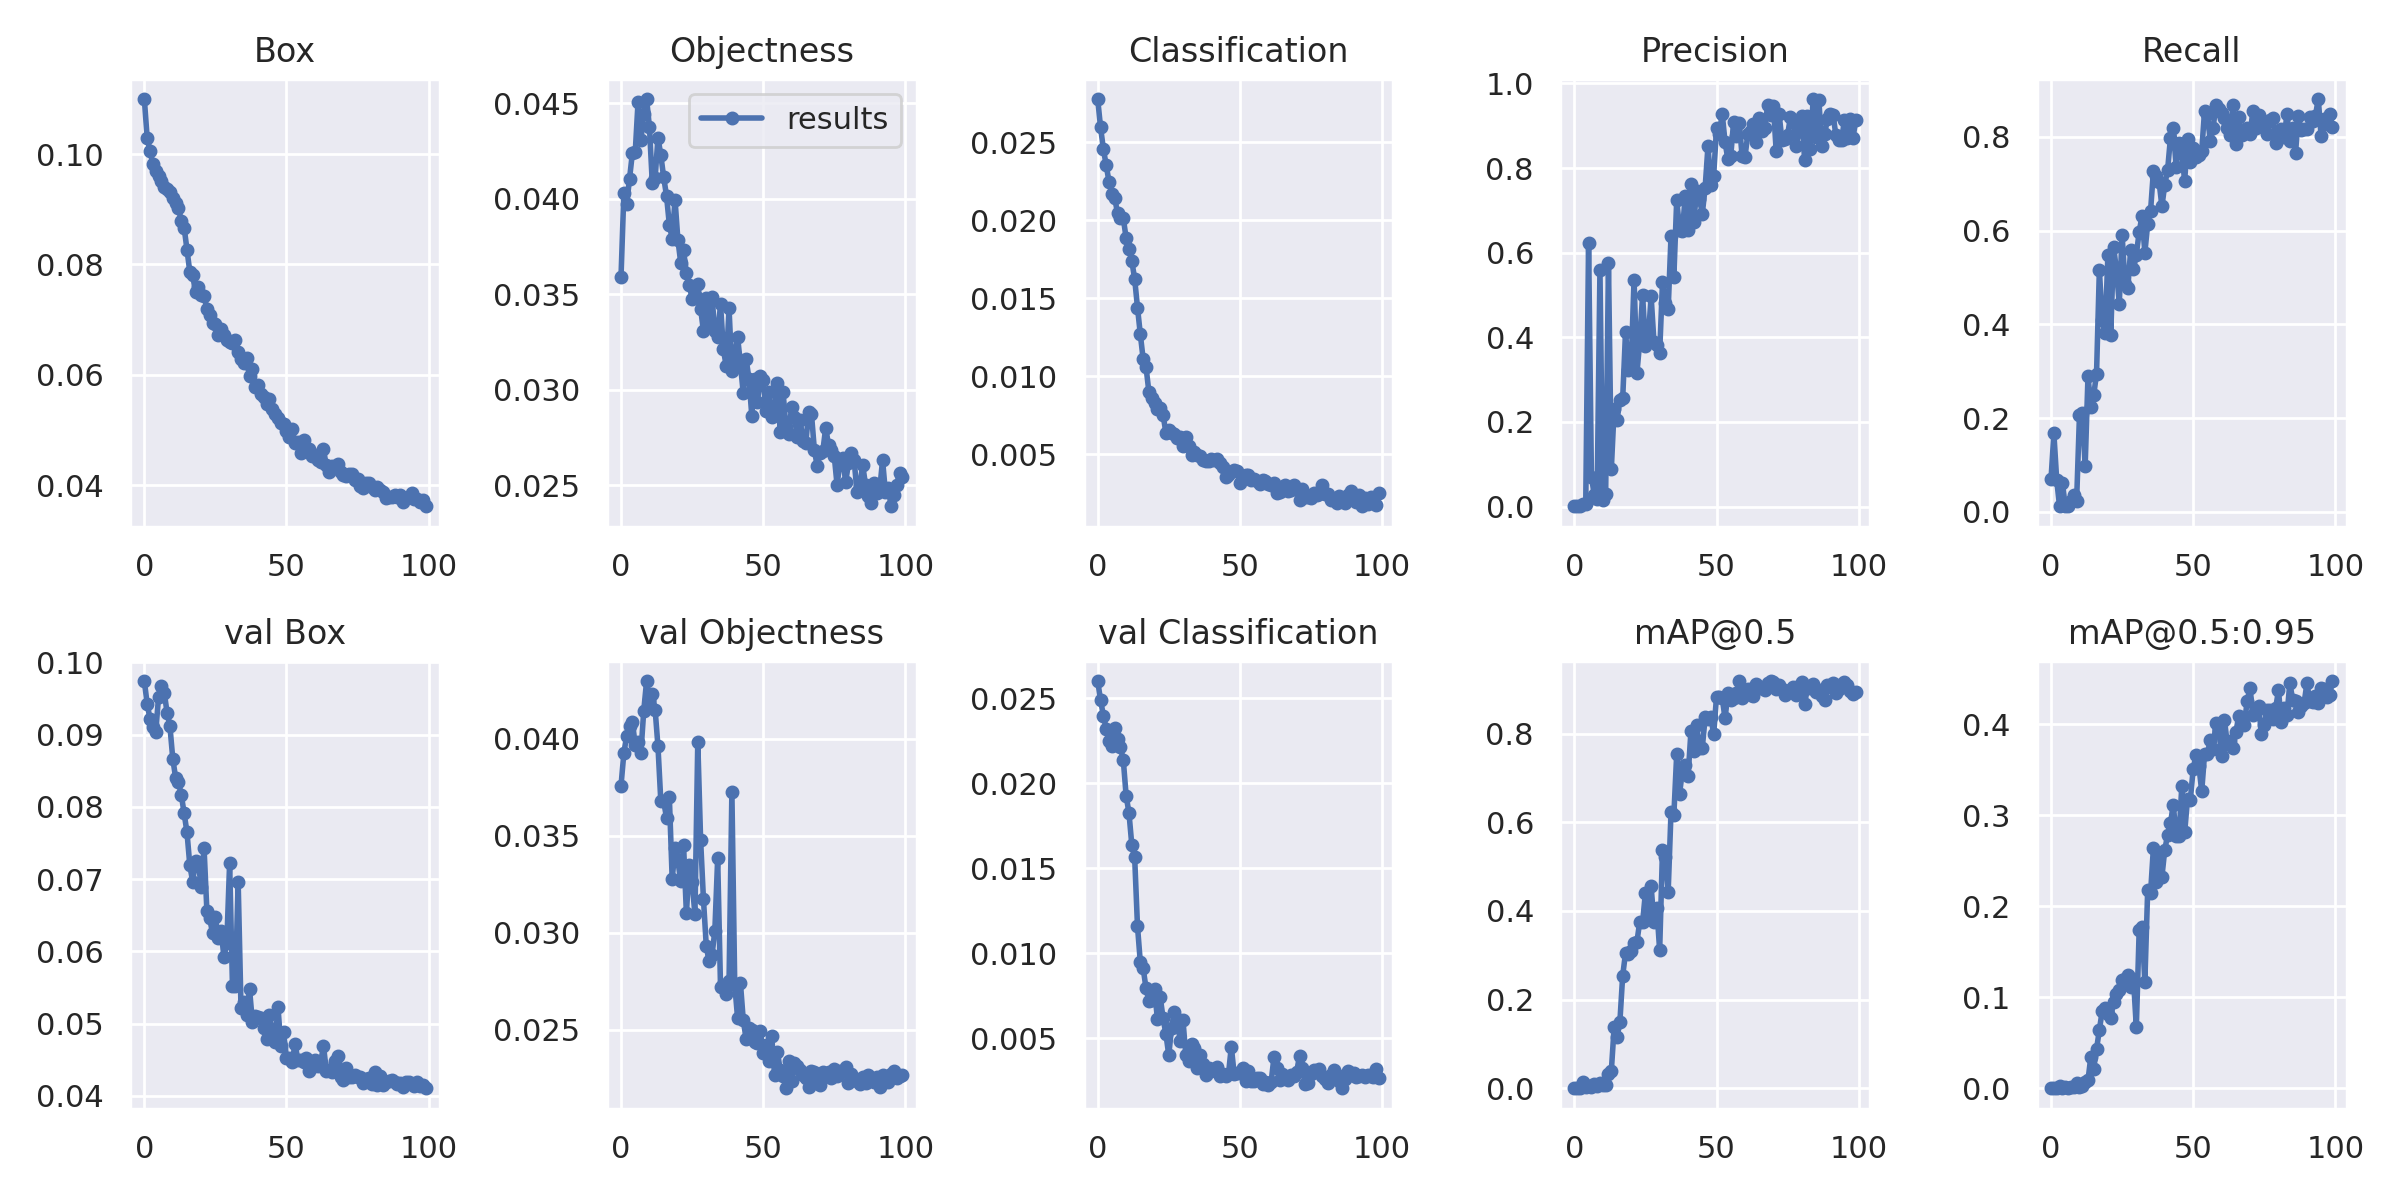 Box
Objectness
Classification
Precision
Recall
0.10
0.08
0.06
0.04
0 50 100
results
0.045
0.040
0.035
0.030
0.025
0 50 100
0.025
0.020
0.015
0.010
0.005
0 50 100
1.0
0.8
0.6
0.4
0.2
0.0
0 50 100
0.8
0.6
0.4
0.2
0.0
0 50 100
val Box
val Objectness
val Classification
mAP@0.5
mAP@0.5:0.95
0.10
0.09
0.08
0.07
0.06
0.05
0.04
0 50 100
0.040
0.035
0.030
0.025
0 50 100
0.025
0.020
0.015
0.010
0.005
0 50 100
0.8
0.6
0.4
0.2
0.0
0 50 100
0.4
0.3
0.2
0.1
0.0
0 50 100